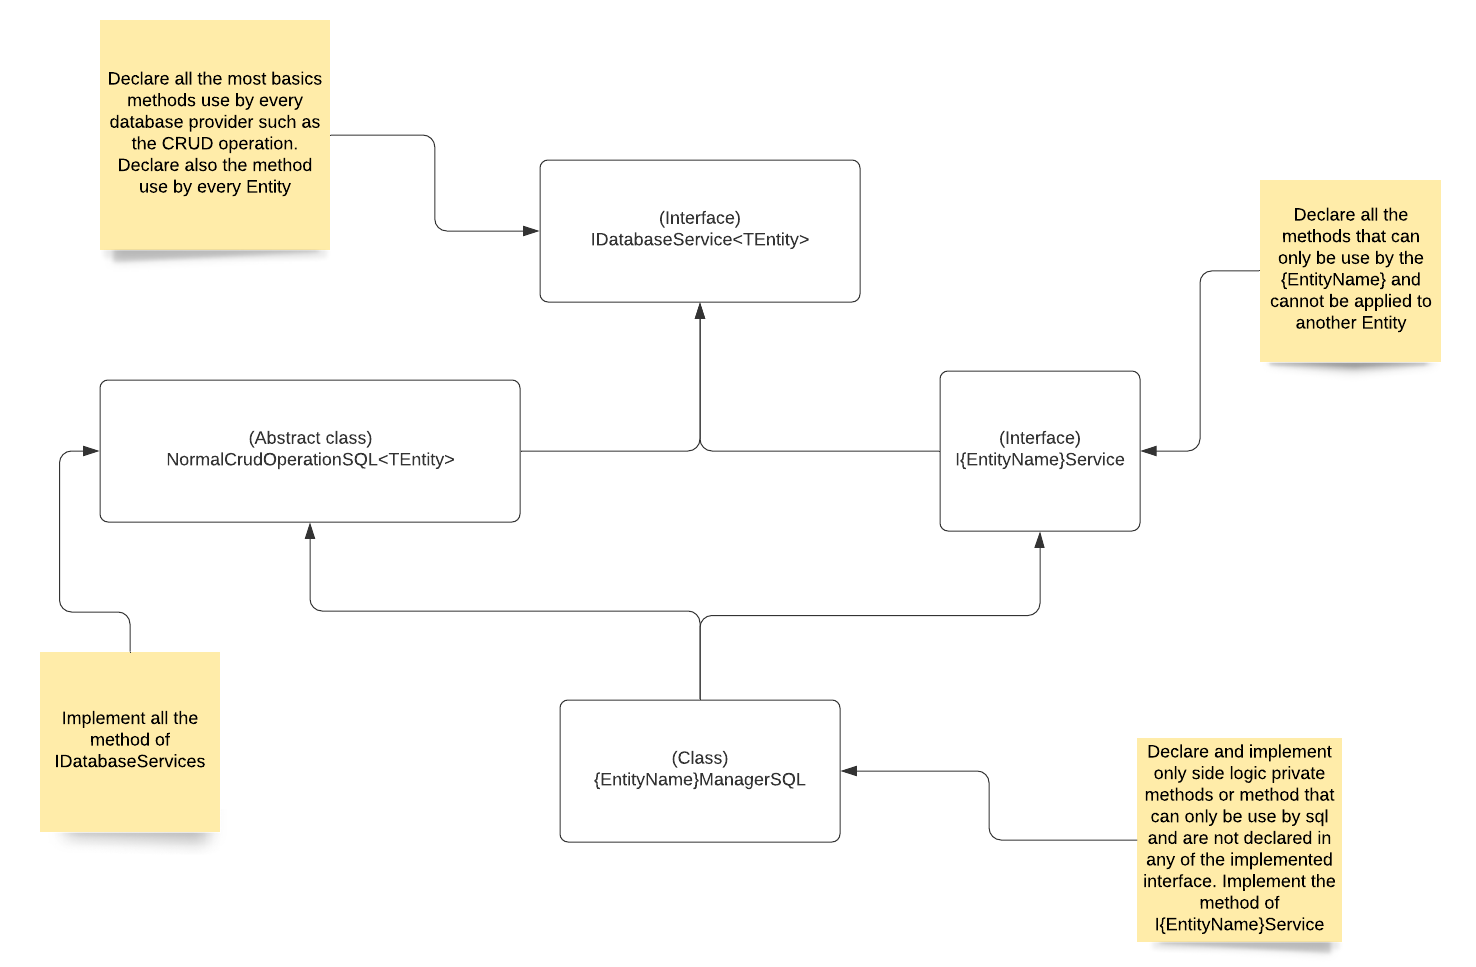 Declare all the most basics
methods use by every
database provider such as
the CRUD operation.
Declare also the method
use by every Entity
(Interface)
IDatabaseService<TEntity>
Declare all the
methods that can
only be use by the
{EntityName} and
cannot be applied to
another Entity
(Abstract class)
NormalCrudOperationSQL<TEntity>
(Interface)
I{EntityName}Service
Implement all the
method of
IDatabaseServices
(Class)
{EntityName}ManagerSQL
Declare and implement
only side logic private
methods or method that
can only be use by sql
and are not declared in
any of the implemented
interface. Implement the
method of
I{EntityName}Service